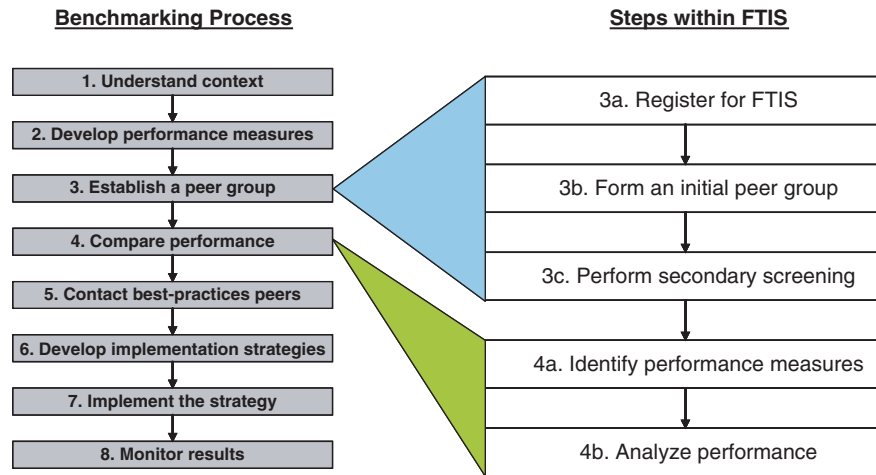 Benchmarking Process
1. Understand context
2. Develop performance measures
3. Establish a peer group
4. Compare performance
5. Contact best-practices peers
6. Develop implementation strategies
7. Implement the strategy
8. Monitor results
Steps within FTIS
3a. Register for FTIS
3b. Form an initial peer group
3c. Perform secondary screening
4a. Identify performance measures
4b. Analyze performance